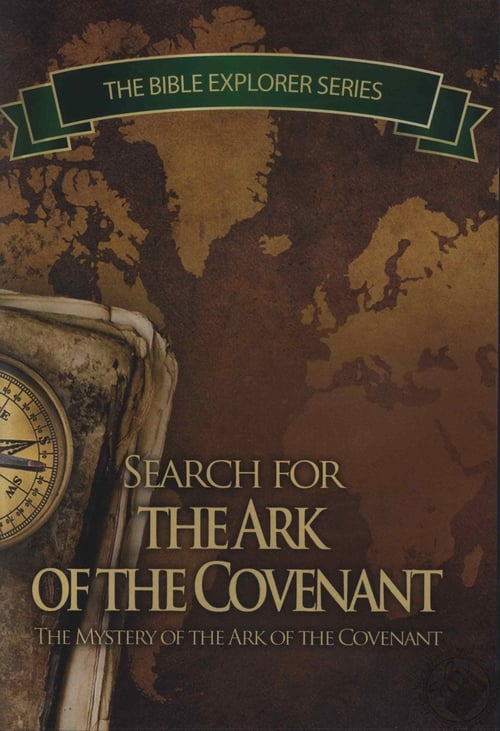 THE BIBLE EXPLORER SERIES
E
S
SW
SEARCH FOR
THE ARK
OF THE COVENANT
THE MYSTERY OF THE ARK OF THE COVENANT